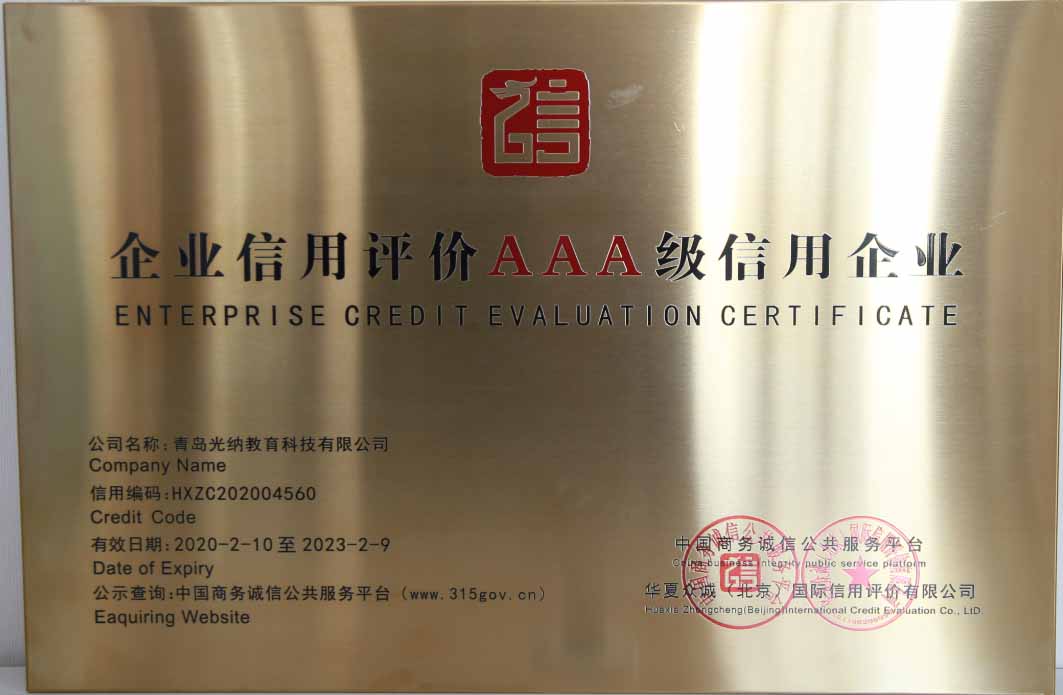 信
企业信用评价AAA级信用企业
ENTERPRISE CREDIT EVALUATION CERTIFICATE
公司名称:青岛光纳教育科技有限公司
Company Name
信用编码:HXZC202004560
Credit Code
有效日期:2020-2-10至2023-2-9
Date of Expiry
公示查询:中国商务诚信公共服务平台(www.315gov.cn)
Eaquiring Website
中国商务诚信公共服务平台
China business integrity public service platform
华夏众诚(北京)国际信用评价有限公司
Huaxia Zhongcheng(Beijing)International Credit Evaluation Co., LtD.